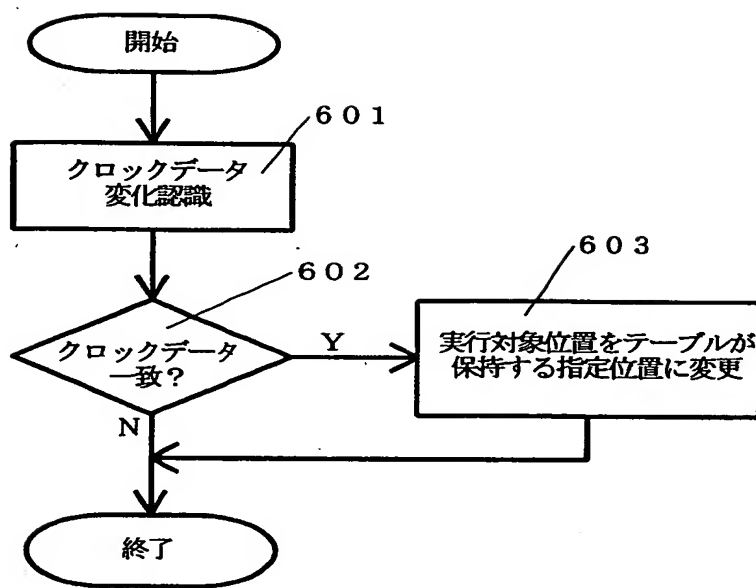 開始
601
クロックデータ
変化認識
602
603
クロックデータ
一致?
Y
実行対象位置をテーブルが
保持する指定位置に変更
N
終了